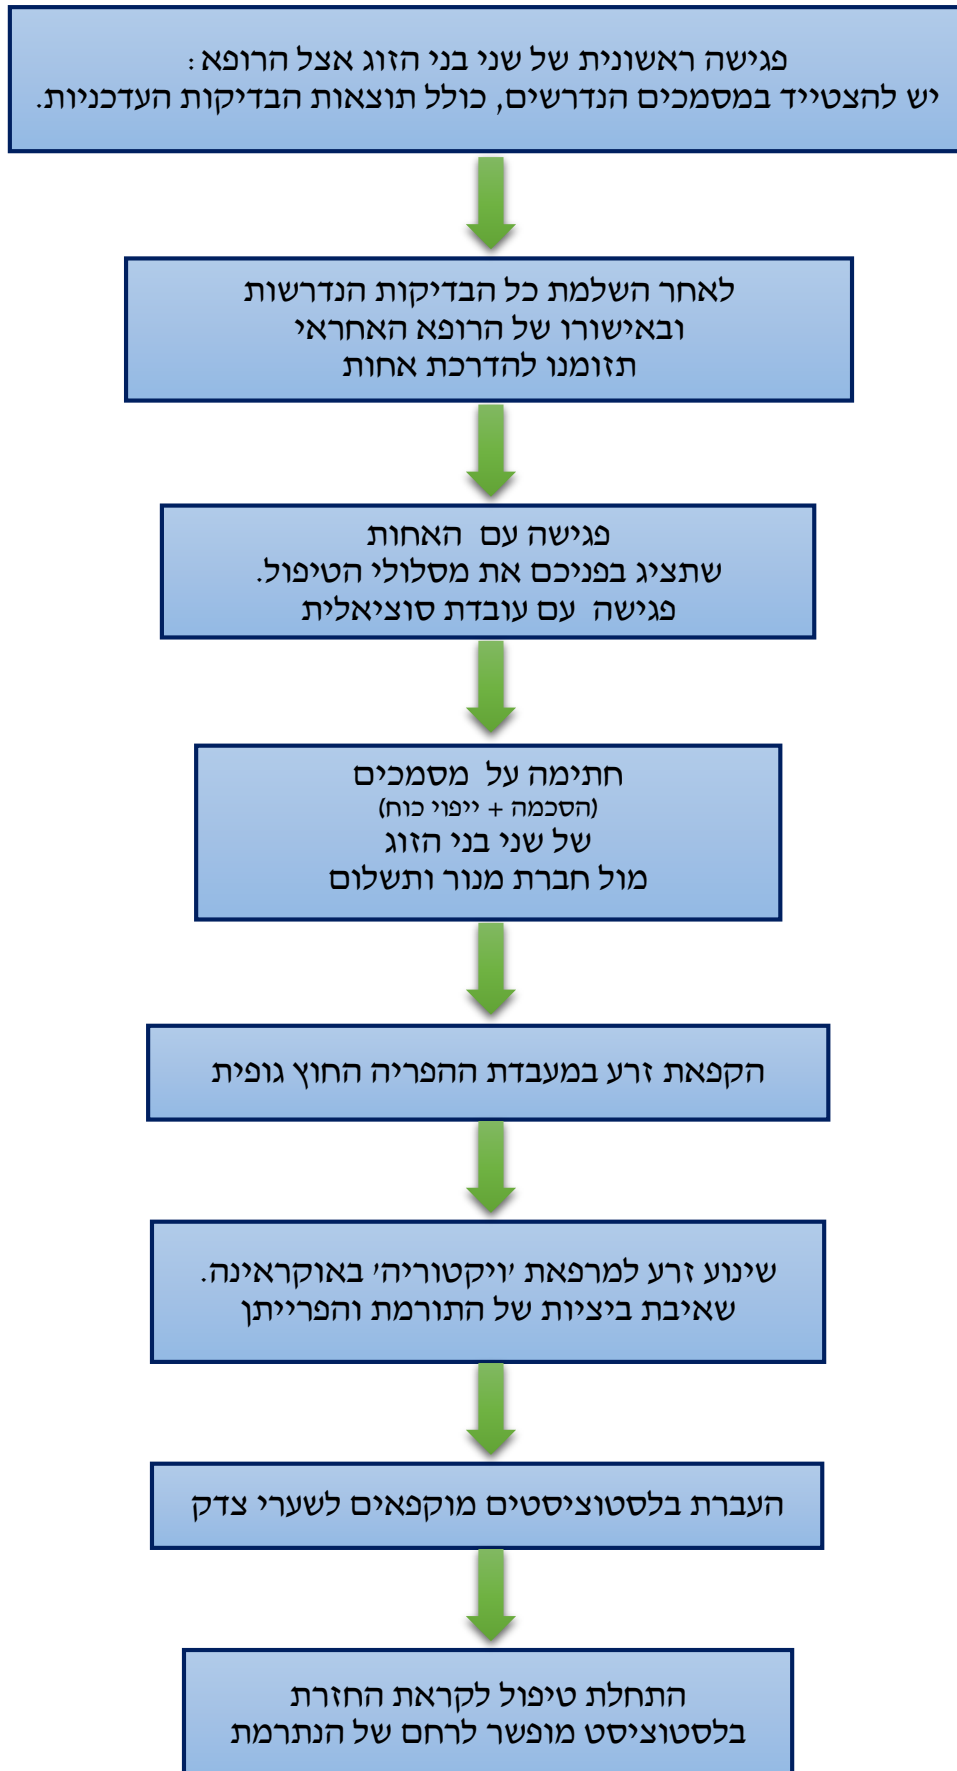 פגישה ראשונית של שני בני הזוג אצל הרופא:
יש להצטייד במסמכים הנדרשים, כולל תוצאות הבדיקות העדכניות.
לאחר השלמת כל הבדיקות הנדרשות
ובאישורו של הרופא האחראי
תזומנו להדרכת אחות
פגישה עם האחות
שתציג בפניכם את מסלולי הטיפול.
פגישה עם עובדת סוציאלית
חתימה על מסמכים
(הסכמה + ייפוי כוח)
של שני בני הזוג
מול חברת מנור ותשלום
הקפאת זרע במעבדת ההפריה החוץ גופית
שינוע זרע למרפאת 'ויקטוריה' באוקראינה.
שאיבת ביציות של התורמת והפרייתן
העברת בלסטוציסטים מוקפאים לשערי צדק
התחלת טיפול לקראת החזרת
בלסטוציסט מופשר לרחם של הנתרמת